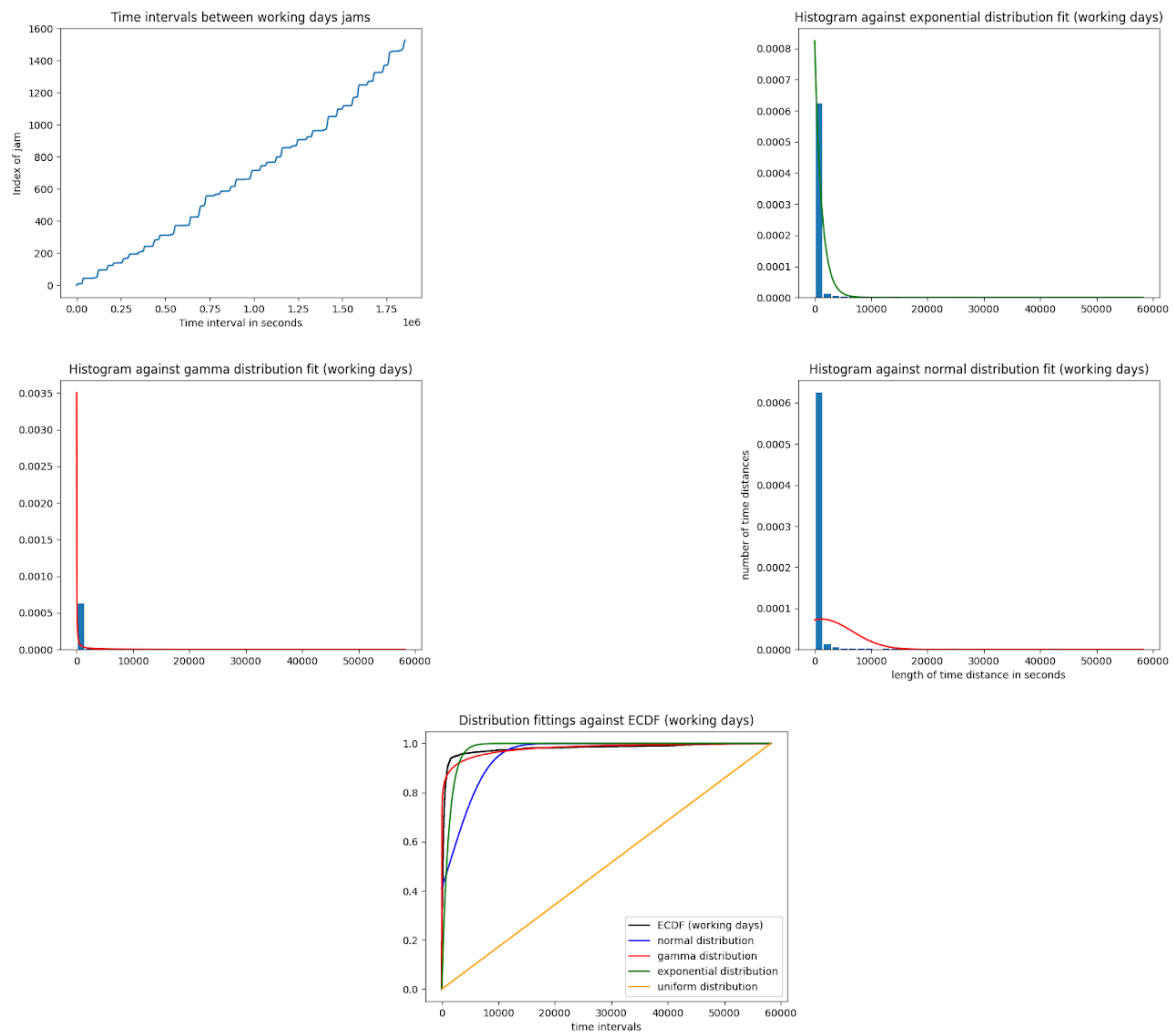 Time intervals between working days jams
1600
1400
1200
1000
800
600
400
200
0
Index of jam
0.00 0.25 0.50 0.75 1.00 1.25 1.50 1.75
1e6
Time interval in seconds
Histogram against exponential distribution fit (working days)
0.0008
0.0007
0.0006
0.0005
0.0004
0.0003
0.0002
0.0001
0.0000
0 10000 20000 30000 40000 50000 60000
Histogram against gamma distribution fit (working days)
0.0035
0.0030
0.0025
0.0020
0.0015
0.0010
0.0005
0.0000
0 10000 20000 30000 40000 50000 60000
Histogram against normal distribution fit (working days)
0.0006
0.0005
0.0004
0.0003
0.0002
0.0001
0.0000
number of time distances
0 10000 20000 30000 40000 50000 60000
length of time distance in seconds
Distribution fittings against ECDF (working days)
1.0
0.8
0.6
0.4
0.2
0.0
ECDF (working days)
normal distribution
gamma distribution
exponential distribution
uniform distribution
0 10000 20000 30000 40000 50000 60000
time intervals